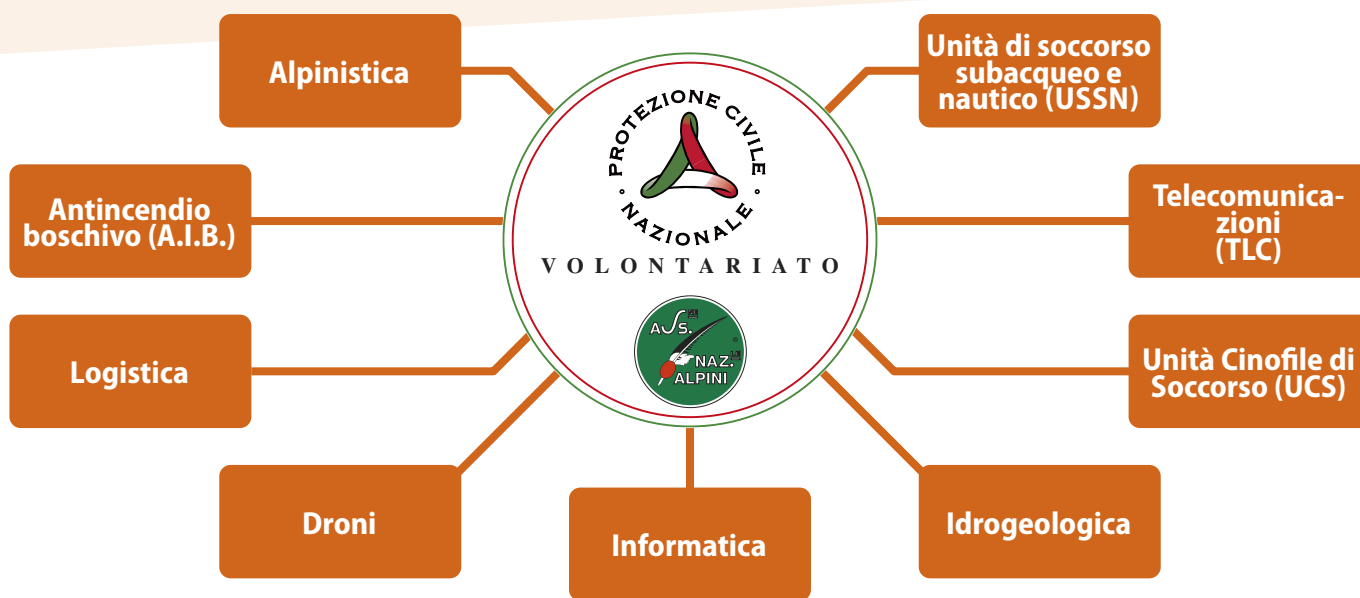 Alpinistica
Unità di soccorso
subacqueo e
nautico (USSN)
PROTEZIONE CIVILE
NAZIONALE
VOLONTARIATO
Antincendio
boschivo (A.I.B.)
Telecomunica-
zioni
(TLC)
ASS.
NAZ.
ALPINI
Logistica
Unità Cinofile di
Soccorso (UCS)
Droni
Informatica
Idrogeologica